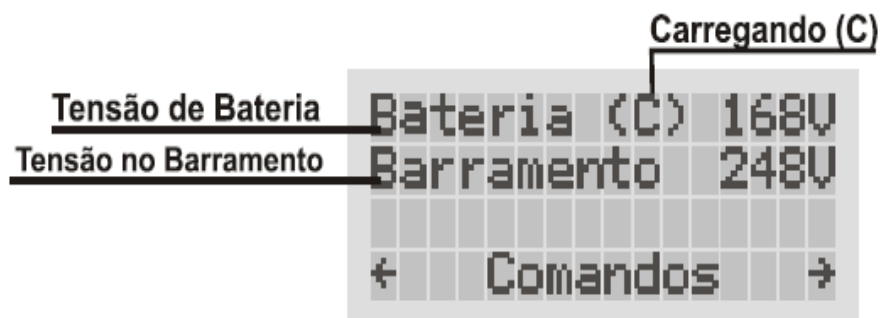 Carregando (C)
Tensão de Bateria
Bateria (C) 168V
Tensão no Barramento
Barramento 248V
← Comandos →